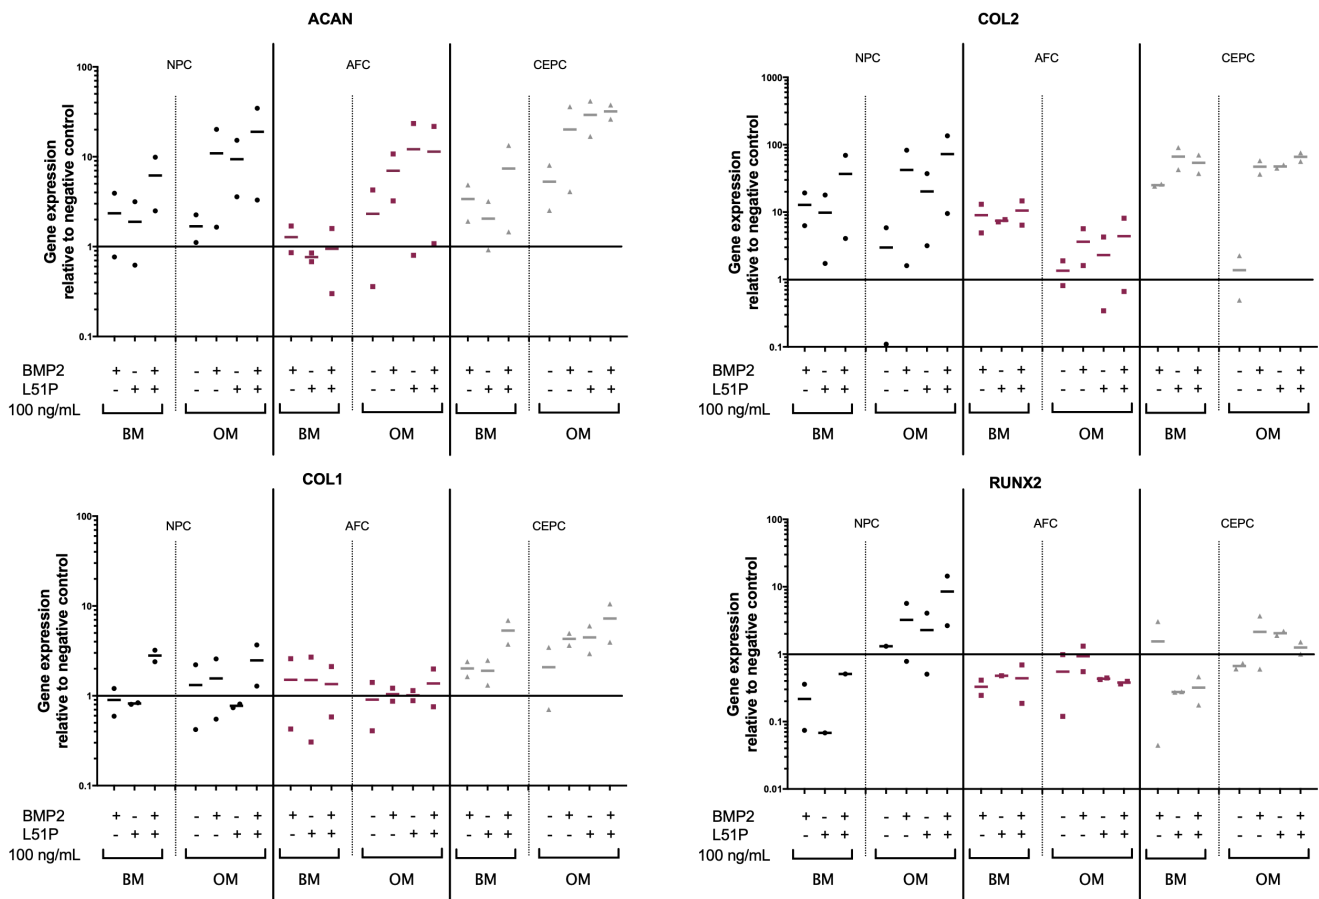 ACAN
Gene expression
relative to negative control
100
10
1
0.1
NPC
AFC
CEPC
BMP2 + - + - + - + + - + - + - + + - + - + - +
L51P - + + - - + + - + + - - + + - + + - - + +
100 ng/mL
BM OM BM OM BM OM
COL2
Gene expression
relative to negative control
1000
100
10
1
0.1
NPC
AFC
CEPC
BMP2 + - + - + - + + - + - + - + + - + - + - +
L51P - + + - - + + - + + - - + + - + + - - + +
100 ng/mL
BM OM BM OM BM OM
COL1
Gene expression
relative to negative control
100
10
1
0.1
NPC
AFC
CEPC
BMP2 + - + - + - + + - + - + - + + - + - + - +
L51P - + + - - + + - + + - - + + - + + - - + +
100 ng/mL
BM OM BM OM BM OM
RUNX2
Gene expression
relative to negative control
100
10
1
0.1
0.01
NPC
AFC
CEPC
BMP2 + - + - + - + + - + - + - + + - + - + - +
L51P - + + - - + + - + + - - + + - + + - - + +
100 ng/mL
BM OM BM OM BM OM